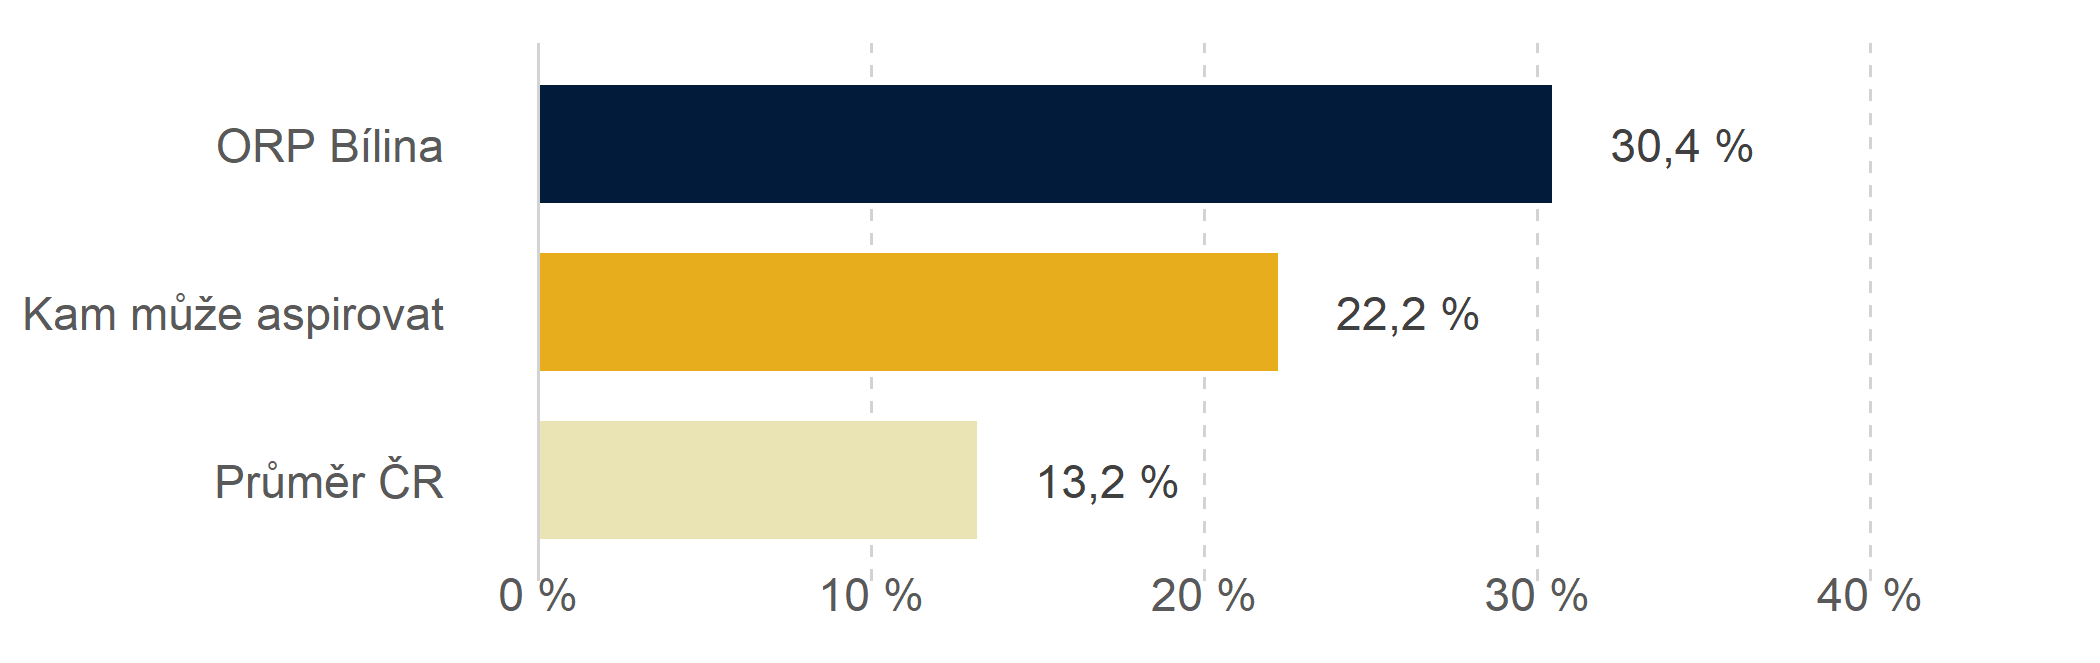 ORP Bílina
30,4 %
Kam může aspirovat
22,2 %
Průměr ČR
13,2 %
0 %
10 %
20 %
30 %
40 %